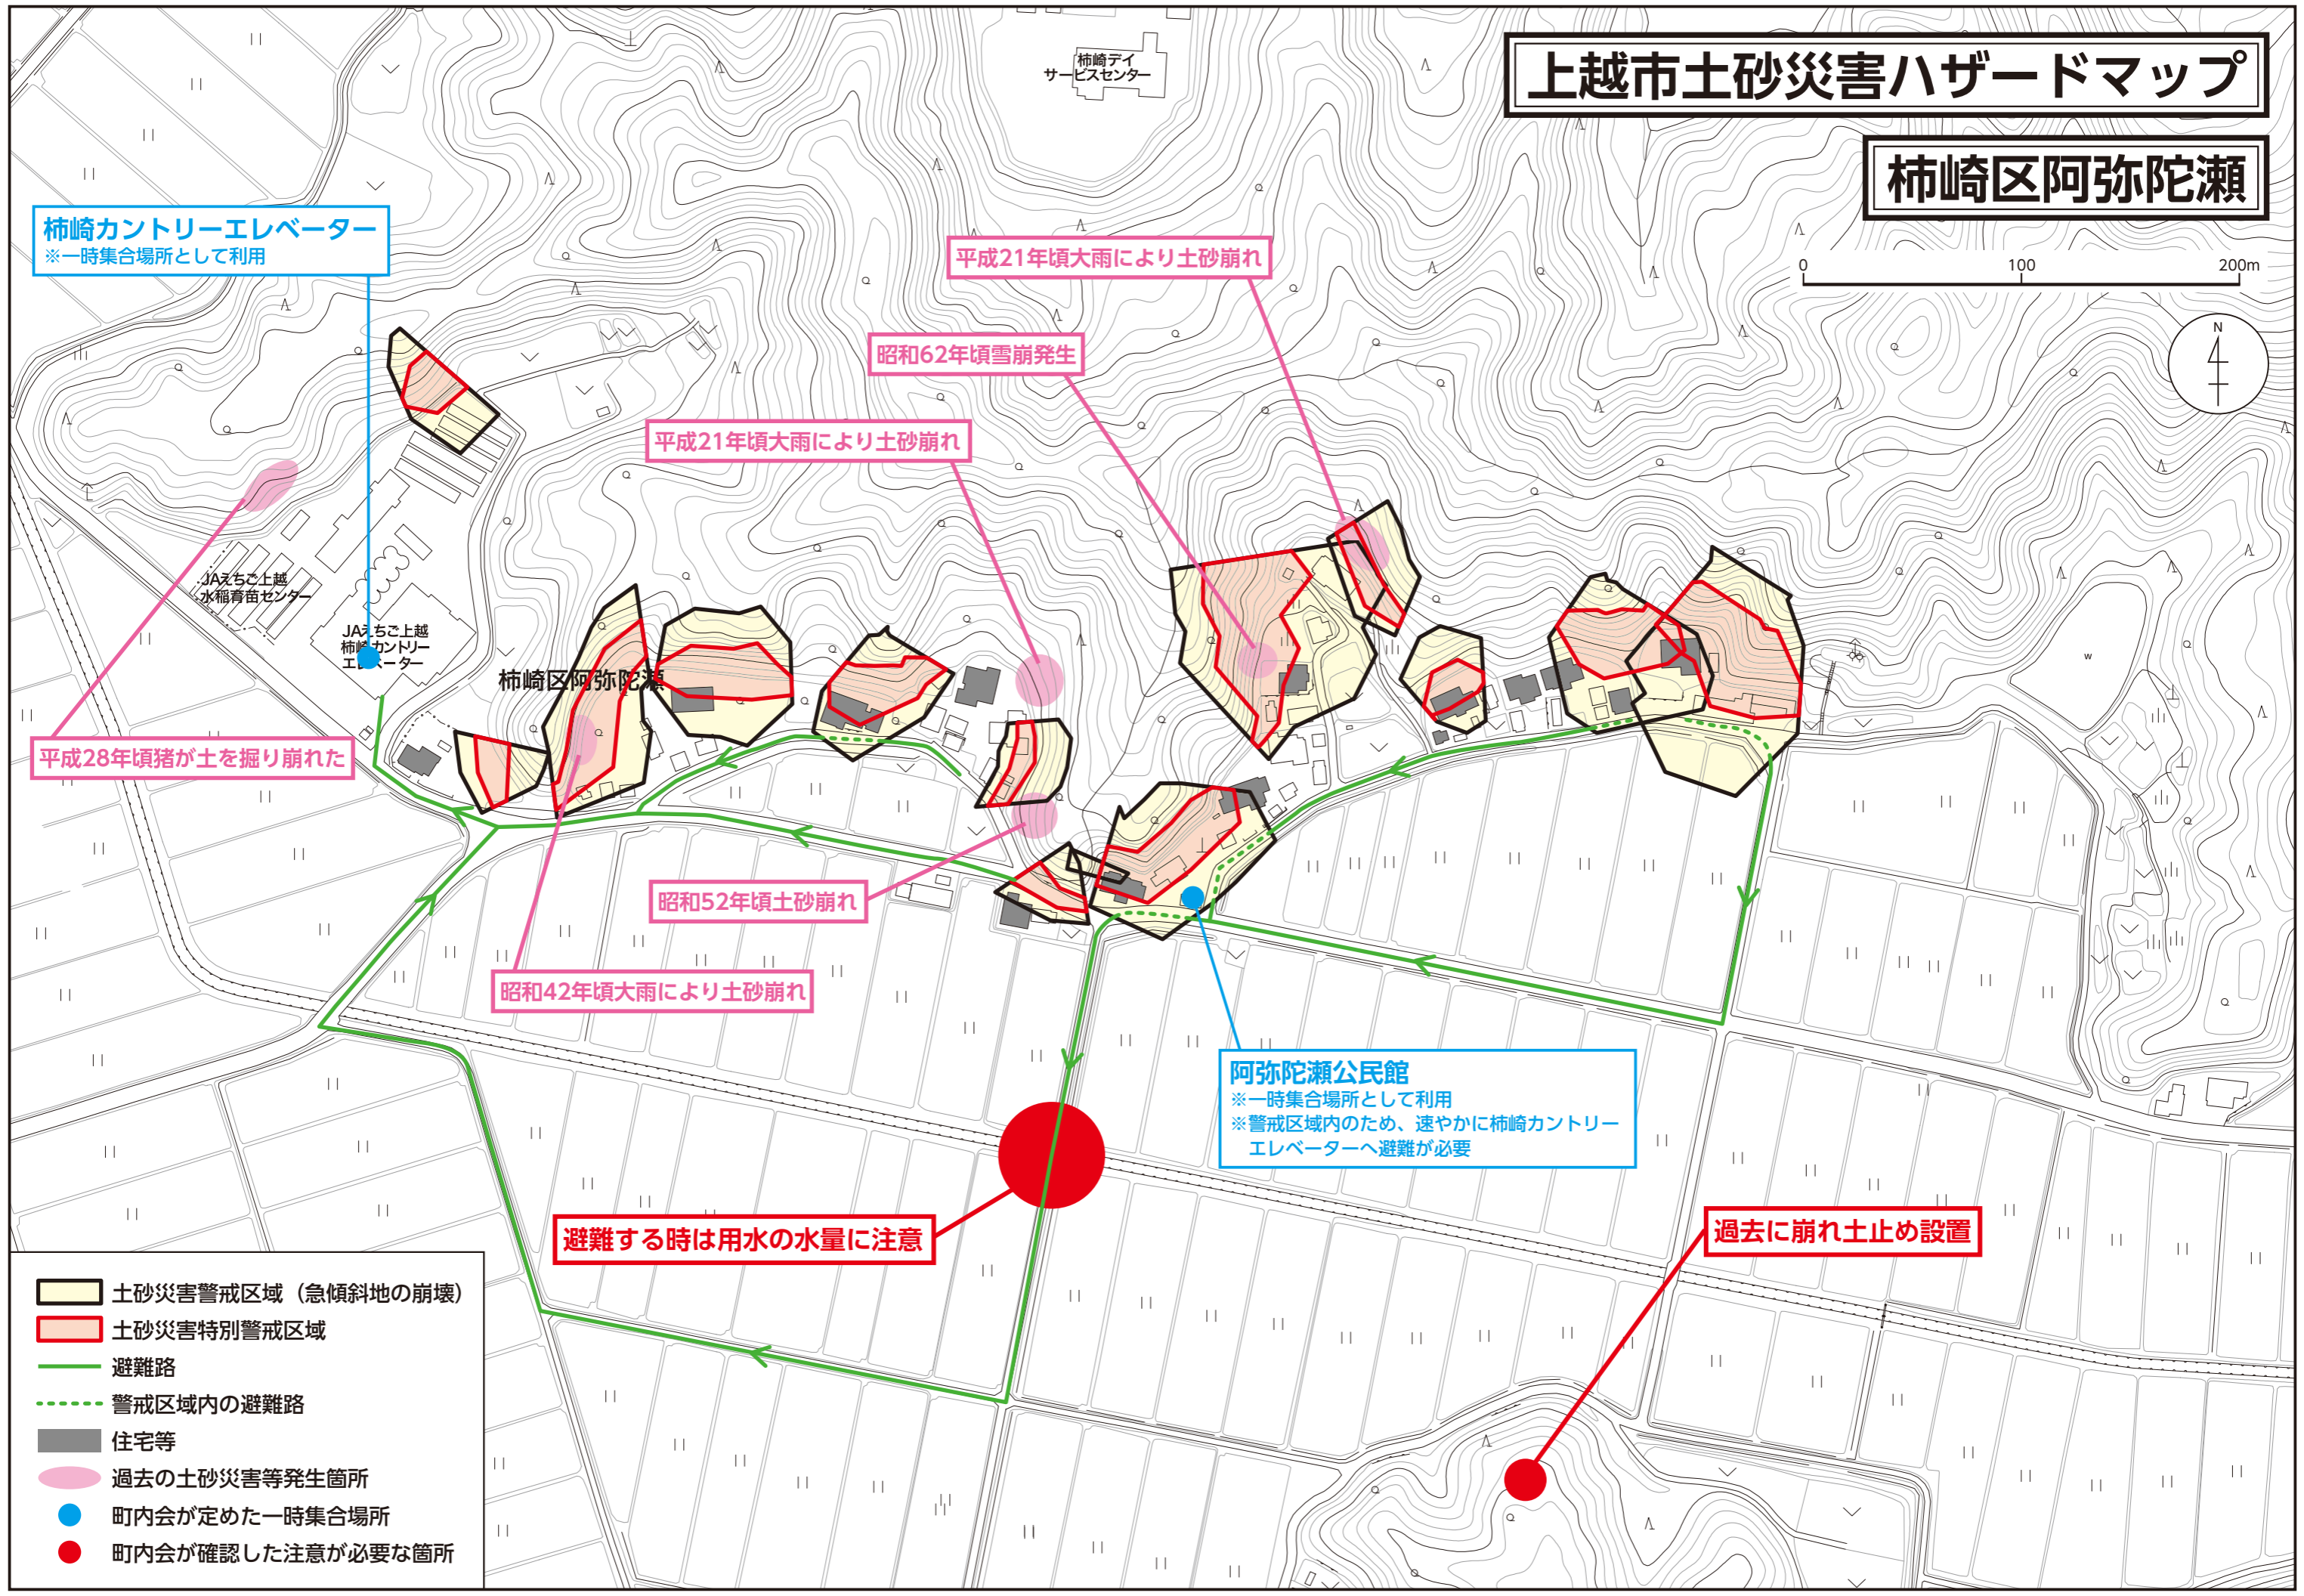 上越市土砂災害ハザードマップ
柿崎区阿弥陀瀬
0 100 200m
N
柿崎デイ
サービスセンター
柿崎カントリーエレベーター
※一時集合場所として利用
平成21年頃大雨により土砂崩れ
昭和62年頃雪崩発生
平成21年頃大雨により土砂崩れ
JAえちご上越
水稲育苗センター
JAえちご上越
柿崎カントリー
エレベーター
柿崎区阿弥陀瀬
平成28年頃猪が土を掘り崩れた
昭和52年頃土砂崩れ
昭和42年頃大雨により土砂崩れ
阿弥陀瀬公民館
※一時集合場所として利用
※警戒区域内のため、速やかに柿崎カントリー
エレベーターへ避難が必要
避難する時は用水の水量に注意
過去に崩れ土止め設置
土砂災害警戒区域（急傾斜地の崩壊）
土砂災害特別警戒区域
避難路
警戒区域内の避難路
住宅等
過去の土砂災害等発生箇所
町内会が定めた一時集合場所
町内会が確認した注意が必要な箇所